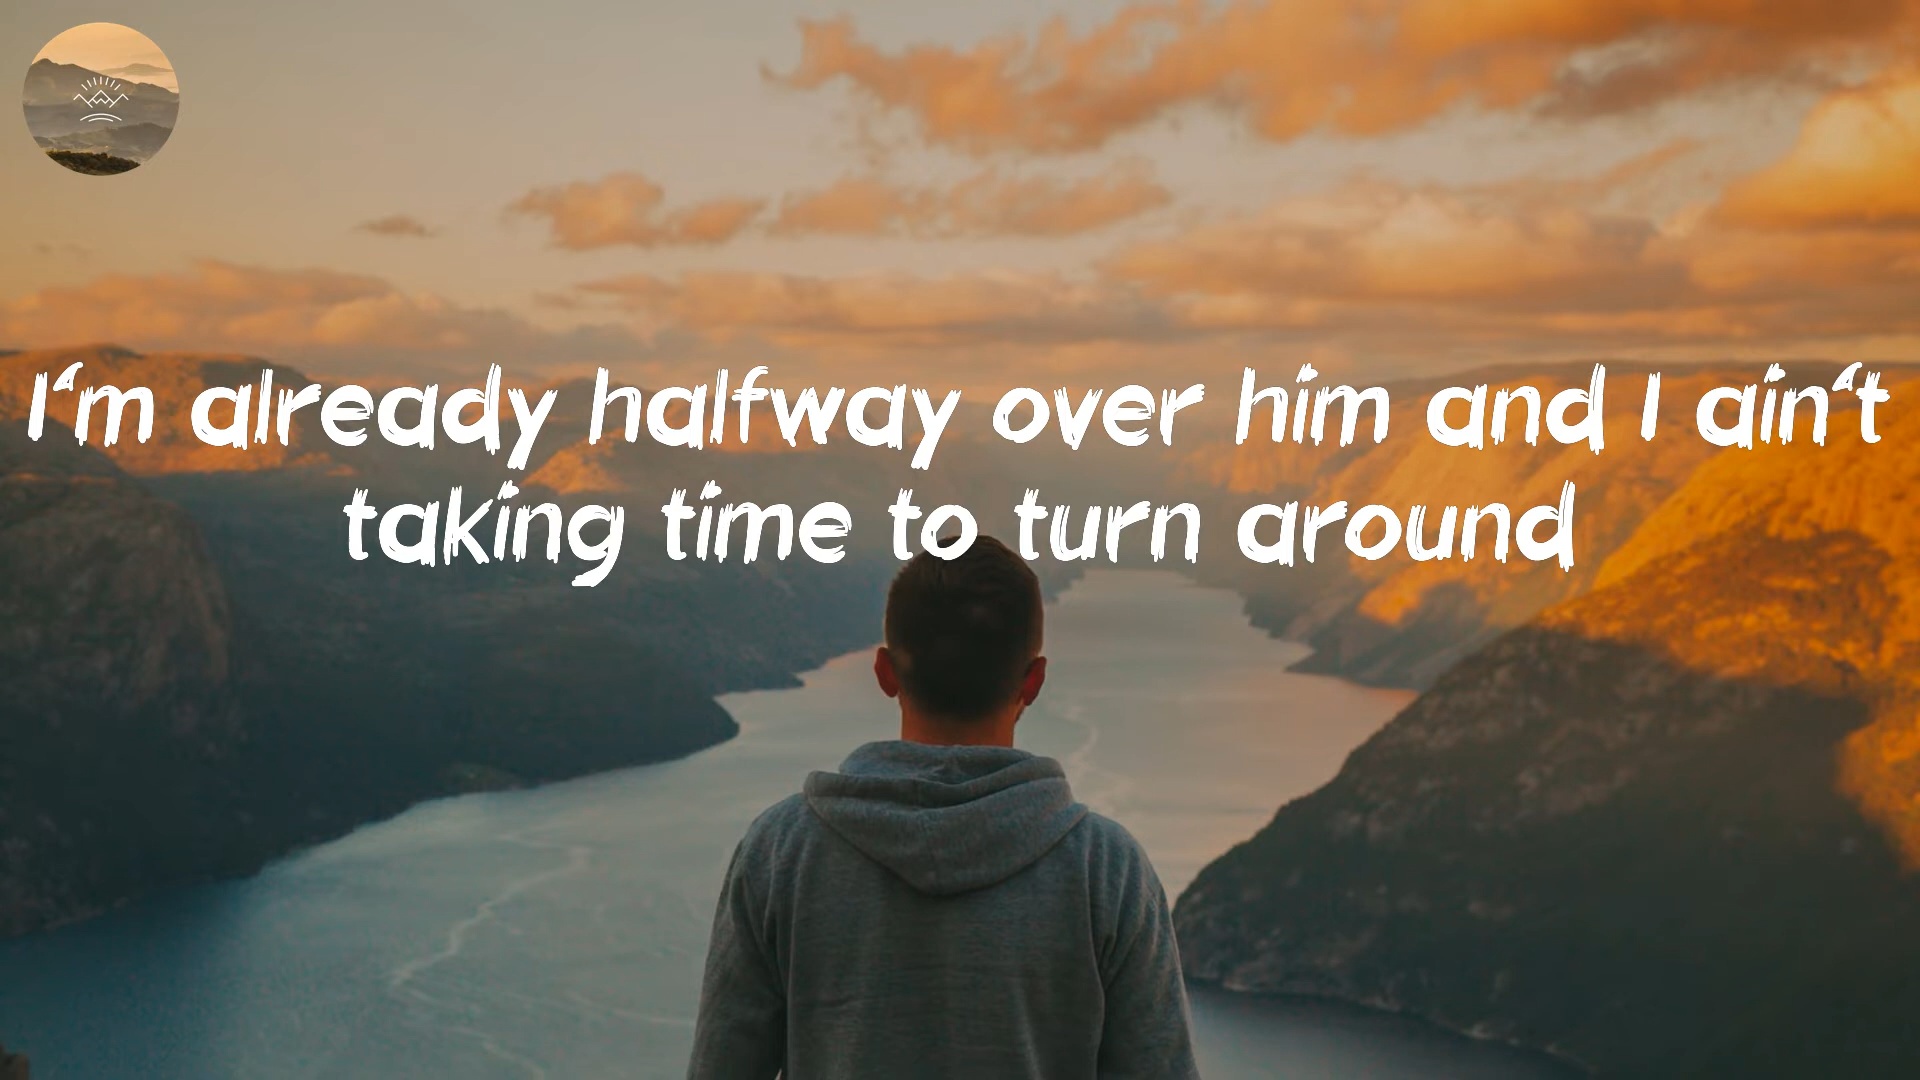 I‘m already halfway over him and I ain‘t
taking time to turn around